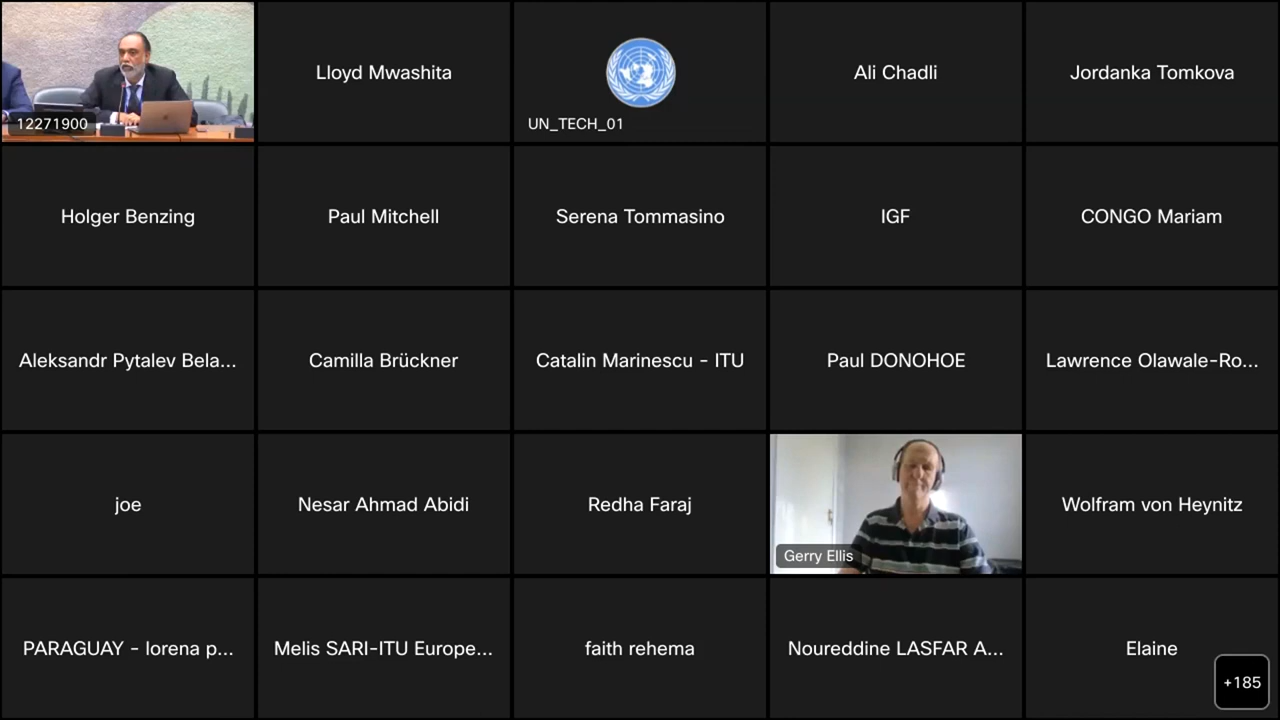 12271900
Lloyd Mwashita
UN_TECH_01
Ali Chadli
Jordanka Tomkova
Holger Benzing
Paul Mitchell
Serena Tommasino
IGF
CONGO Mariam
Aleksandr Pytalev Bela...
Camilla Brückner
Catalin Marinescu - ITU
Paul DONOHOE
Lawrence Olawale-Ro...
joe
Nesar Ahmad Abidi
Redha Faraj
Gerry Ellis
Wolfram von Heynitz
PARAGUAY - lorena p...
Melis SARI-ITU Europe...
faith rehema
Noureddine LASFAR A...
Elaine
+185